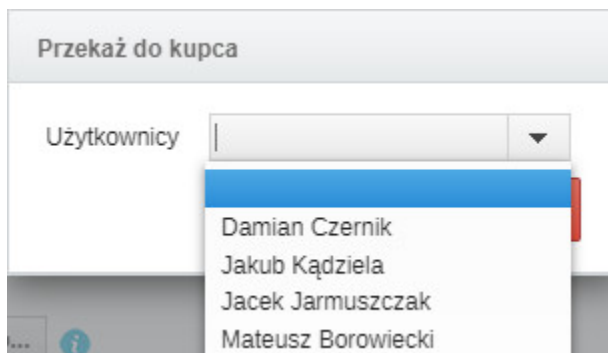 Przekaż do kupca
Użytkownicy
Damian Czernik
Jakub Kądziela
Jacek Jarmuszczak
Mateusz Borowiecki